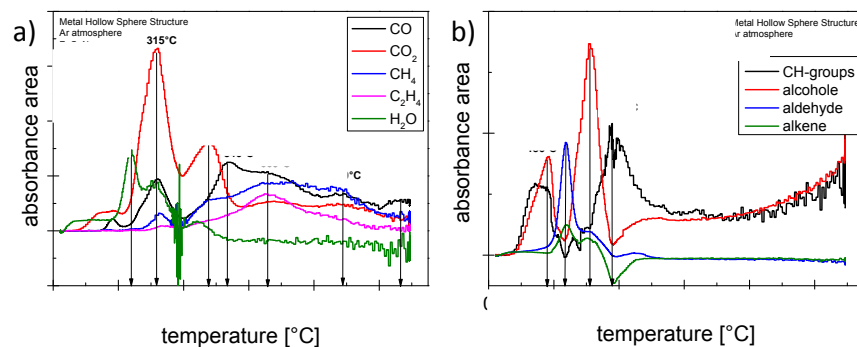 a)
Metal Hollow Sphere Structure
Ar atmosphere
315°C
CO
CO2
CH4
C2H4
H2O
°C
absorbance area
temperature [°C]
b)
Metal Hollow Sphere Structure
Ar atmosphere
CH-groups
alcohole
aldehyde
alkene
absorbance area
temperature [°C]